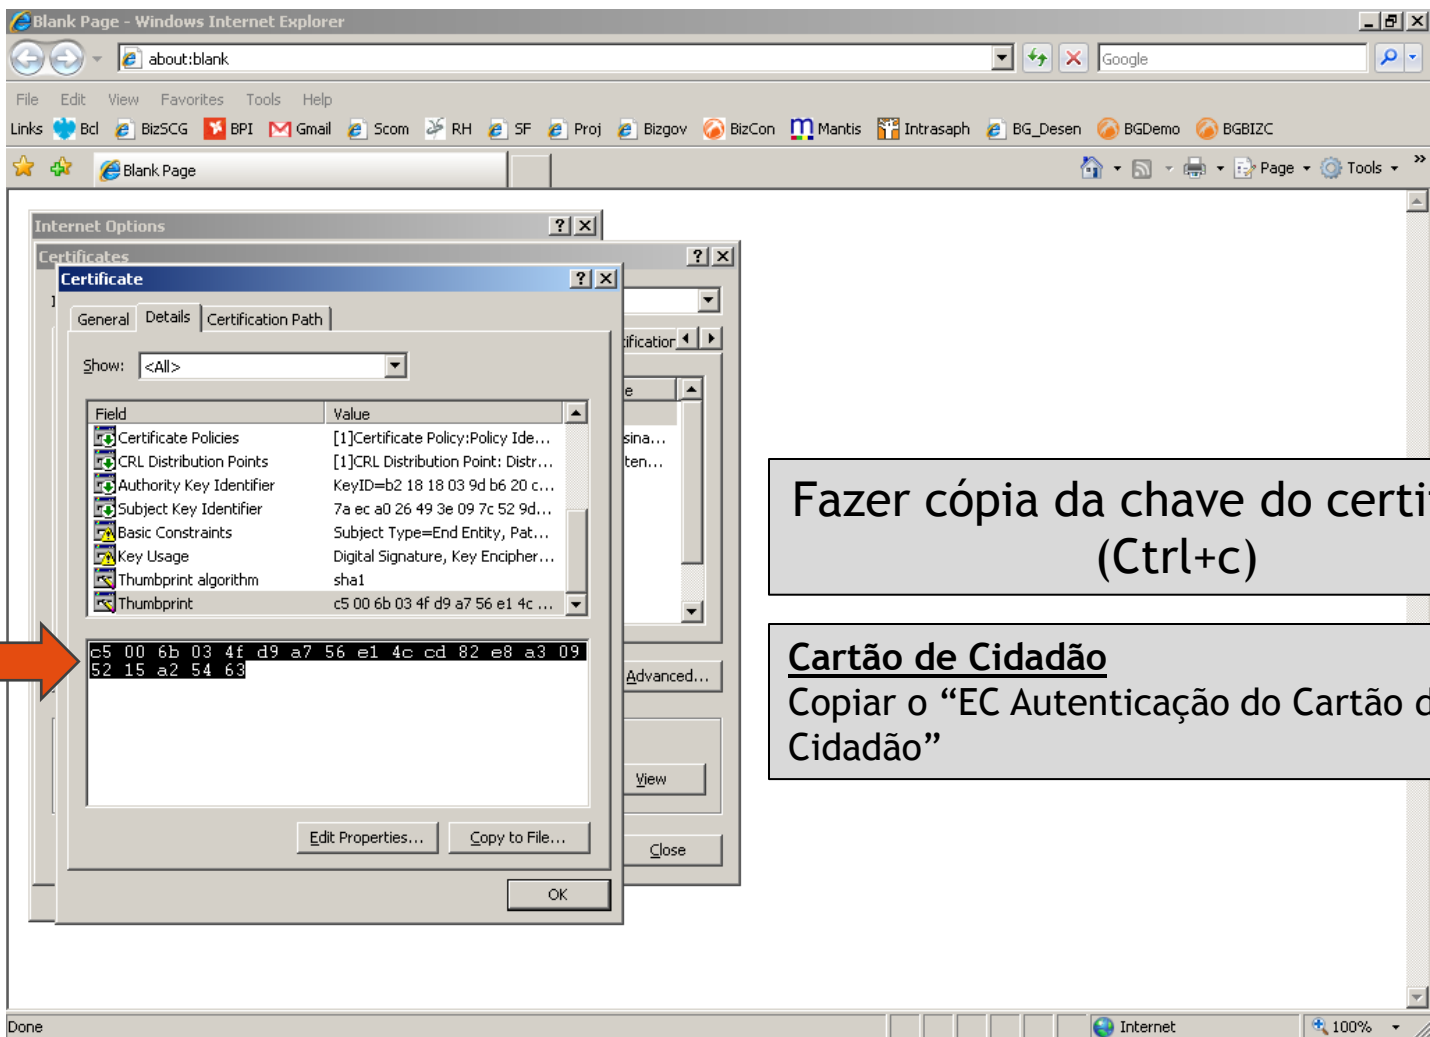 Blank Page - Windows Internet Explorer
about:blank
Google
File Edit View Favorites Tools Help
Links Bcl BizSCG BPI Gmail Scom RH SF Proj Bizgov BizCon Mantis Intrasaph BG_Desen BGDemo BGBIZC
Blank Page
Page Tools
Internet Options
Certificates
Certificate
General Details Certification Path
Show: <All>
Field Value
Certificate Policies [1]Certificate Policy:Policy Ide...
CRL Distribution Points [1]CRL Distribution Point: Distr...
Authority Key Identifier KeyID=b2 18 18 03 9d b6 20 c...
Subject Key Identifier 7a ec a0 26 49 3e 09 7c 52 9d...
Basic Constraints Subject Type=End Entity, Pat...
Key Usage Digital Signature, Key Encipher...
Thumbprint algorithm sha1
Thumbprint c5 00 6b 03 4f d9 a7 56 e1 4c ...
c5 00 6b 03 4f d9 a7 56 e1 4c cd 82 e8 a3 09
52 15 a2 54 63
Edit Properties... Copy to File...
OK
sina...
ten...
Advanced...
View
Close
Fazer cópia da chave do certi
(Ctrl+c)
Cartão de Cidadão
Copiar o “EC Autenticação do Cartão d
Cidadão”
Done
Internet
100%